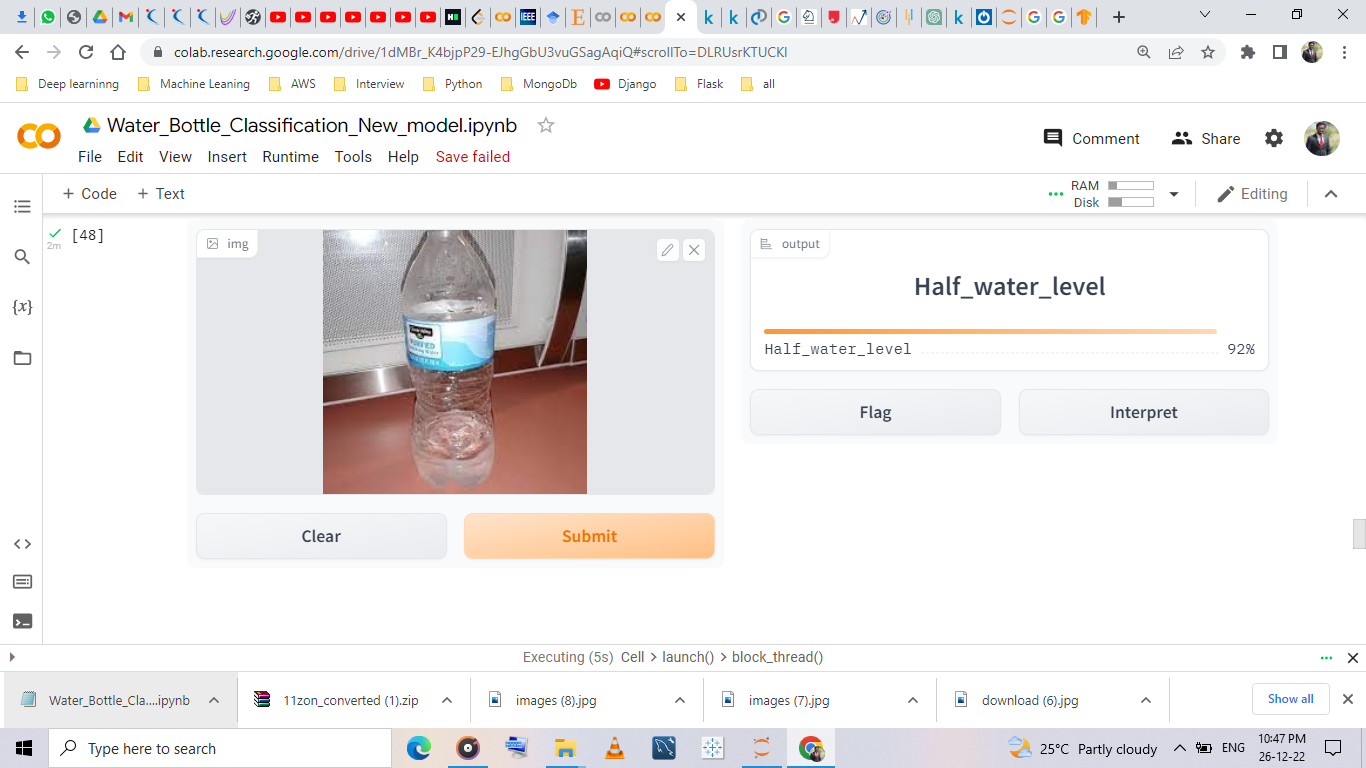 colab.research.google.com/drive/1dMBr_K4bjpP29-EJhgGbU3vuGSagAqiQ#scrollTo=DLRUsrKTUCKl
Deep learninng Machine Leaning AWS Interview Python MongoDb Django Flask all
Water_Bottle_Classification_New_model.ipynb
Comment Share
File Edit View Insert Runtime Tools Help Save failed
+ Code + Text
RAM
Disk
Editing
[48]
2m
img
output
Half_water_level
Half_water_level 92%
Flag Interpret
Clear Submit
Executing (5s) Cell > launch() > block_thread()
Water_Bottle_Cla....ipynb 11zon_converted (1).zip images (8).jpg images (7).jpg download (6).jpg Show all
Type here to search
25°C Partly cloudy ENG
10:47 PM
26-12-22